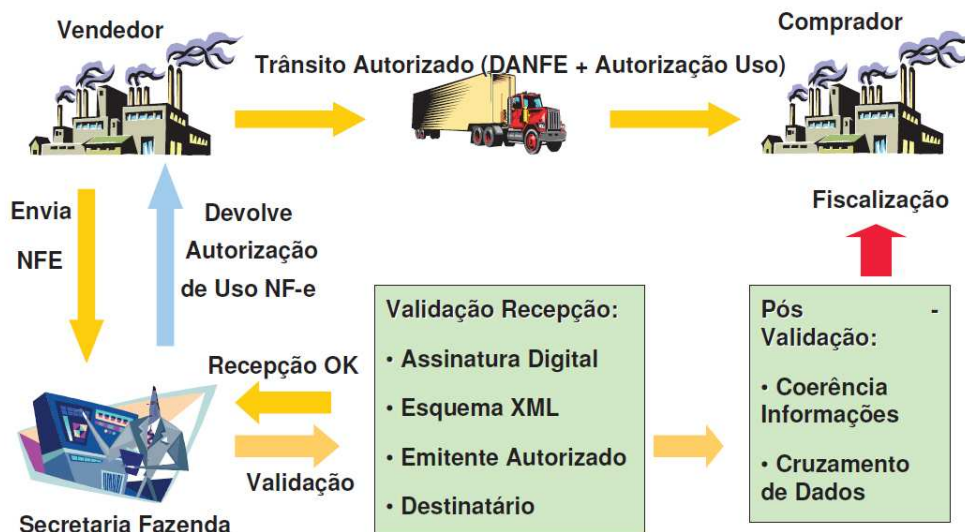 Vendedor
Comprador
Trânsito Autorizado (DANFE + Autorização Uso)
Envia
NFE
Devolve
Autorização
de Uso NF-e
Fiscalização
Recepção OK
Validação
Secretaria Fazenda
Validação Recepção:
• Assinatura Digital
• Esquema XML
• Emitente Autorizado
• Destinatário
Pós -
Validação:
• Coerência
Informações
• Cruzamento
de Dados